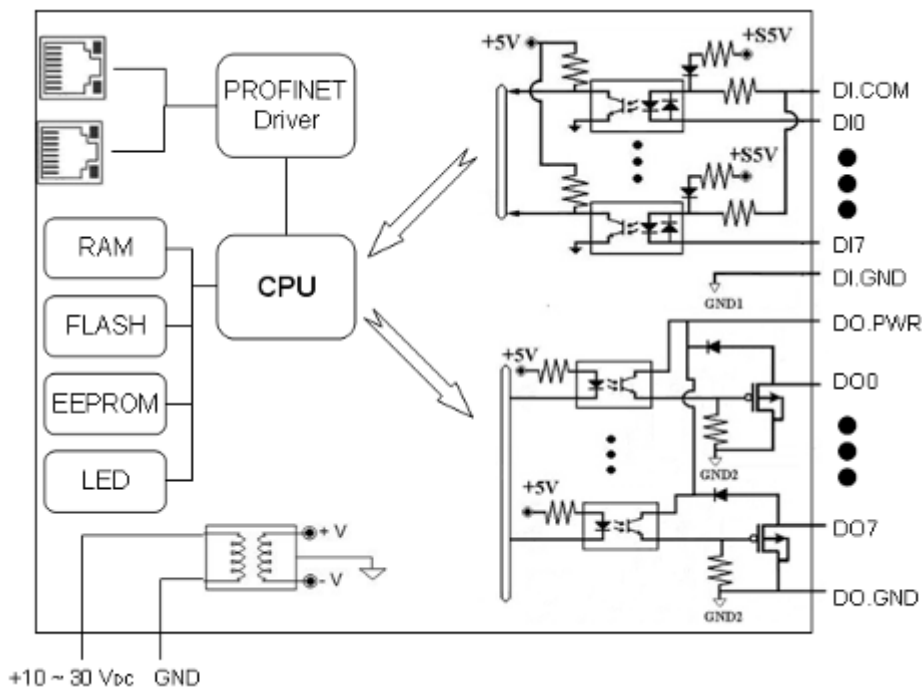 PROFINET
Driver
CPU
RAM
FLASH
EEPROM
LED
+5V
+S5V
DI.COM
DI0
+S5V
DI7
GND1
DI.GND
DO.PWR
+5V
DO0
GND2
+5V
DO7
GND2
DO.GND
+ V
- V
+10 ~ 30 VDC GND